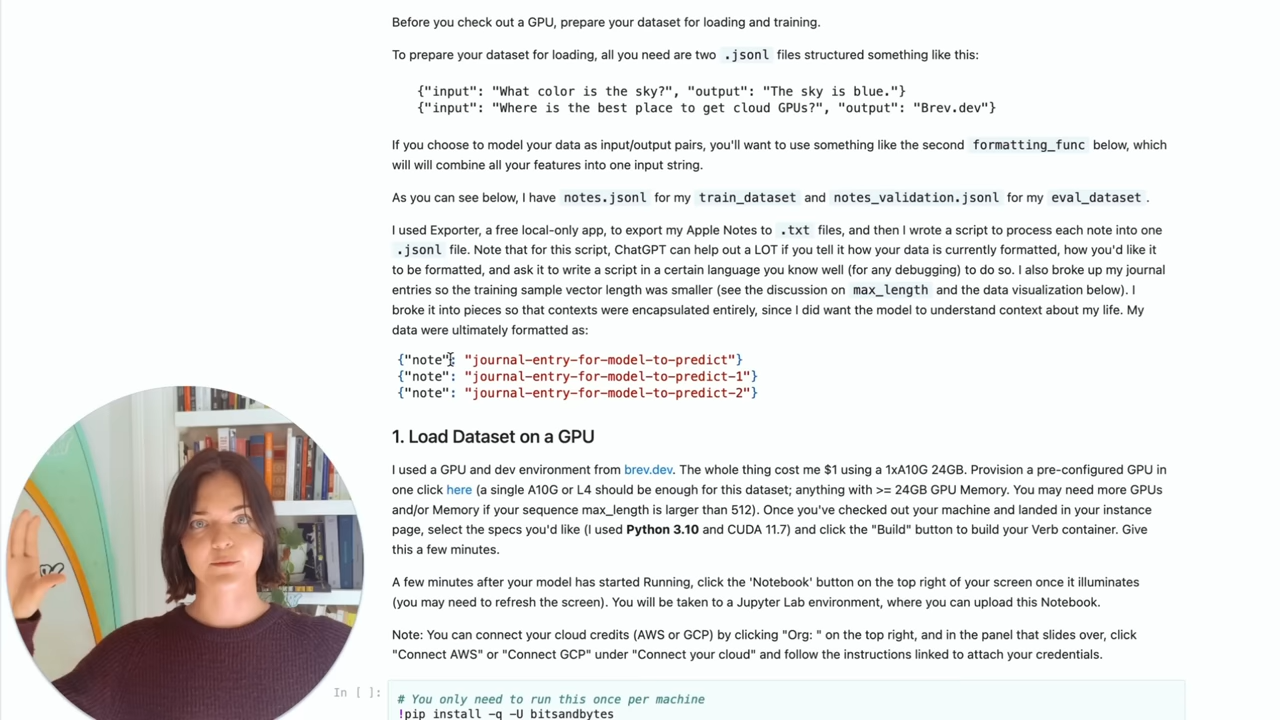 Before you check out a GPU, prepare your dataset for loading and training.
To prepare your dataset for loading, all you need are two .jsonl files structured something like this:
{"input": "What color is the sky?", "output": "The sky is blue."}
{"input": "Where is the best place to get cloud GPUs?", "output": "Brev.dev"}
If you choose to model your data as input/output pairs, you'll want to use something like the second formatting_func below, which
will will combine all your features into one input string.
As you can see below, I have notes.jsonl for my train_dataset and notes_validation.jsonl for my eval_dataset .
I used Exporter, a free local-only app, to export my Apple Notes to .txt files, and then I wrote a script to process each note into one
.jsonl file. Note that for this script, ChatGPT can help out a LOT if you tell it how your data is currently formatted, how you'd like it
to be formatted, and ask it to write a script in a certain language you know well (for any debugging) to do so. I also broke up my journal
entries so the training sample vector length was smaller (see the discussion on max_length and the data visualization below). I
broke it into pieces so that contexts were encapsulated entirely, since I did want the model to understand context about my life. My
data were ultimately formatted as:
{"note": "journal-entry-for-model-to-predict"}
{"note": "journal-entry-for-model-to-predict-1"}
{"note": "journal-entry-for-model-to-predict-2"}
1. Load Dataset on a GPU
I used a GPU and dev environment from brev.dev. The whole thing cost me $1 using a 1xA10G 24GB. Provision a pre-configured GPU in
one click here (a single A10G or L4 should be enough for this dataset; anything with >= 24GB GPU Memory. You may need more GPUs
and/or Memory if your sequence max_length is larger than 512). Once you've checked out your machine and landed in your instance
page, select the specs you'd like (I used Python 3.10 and CUDA 11.7) and click the "Build" button to build your Verb container. Give
this a few minutes.
A few minutes after your model has started Running, click the 'Notebook' button on the top right of your screen once it illuminates
(you may need to refresh the screen). You will be taken to a Jupyter Lab environment, where you can upload this Notebook.
Note: You can connect your cloud credits (AWS or GCP) by clicking "Org: " on the top right, and in the panel that slides over, click
"Connect AWS" or "Connect GCP" under "Connect your cloud" and follow the instructions linked to attach your credentials.
In [ ]:
# You only need to run this once per machine
!pip install -q -U bitsandbytes